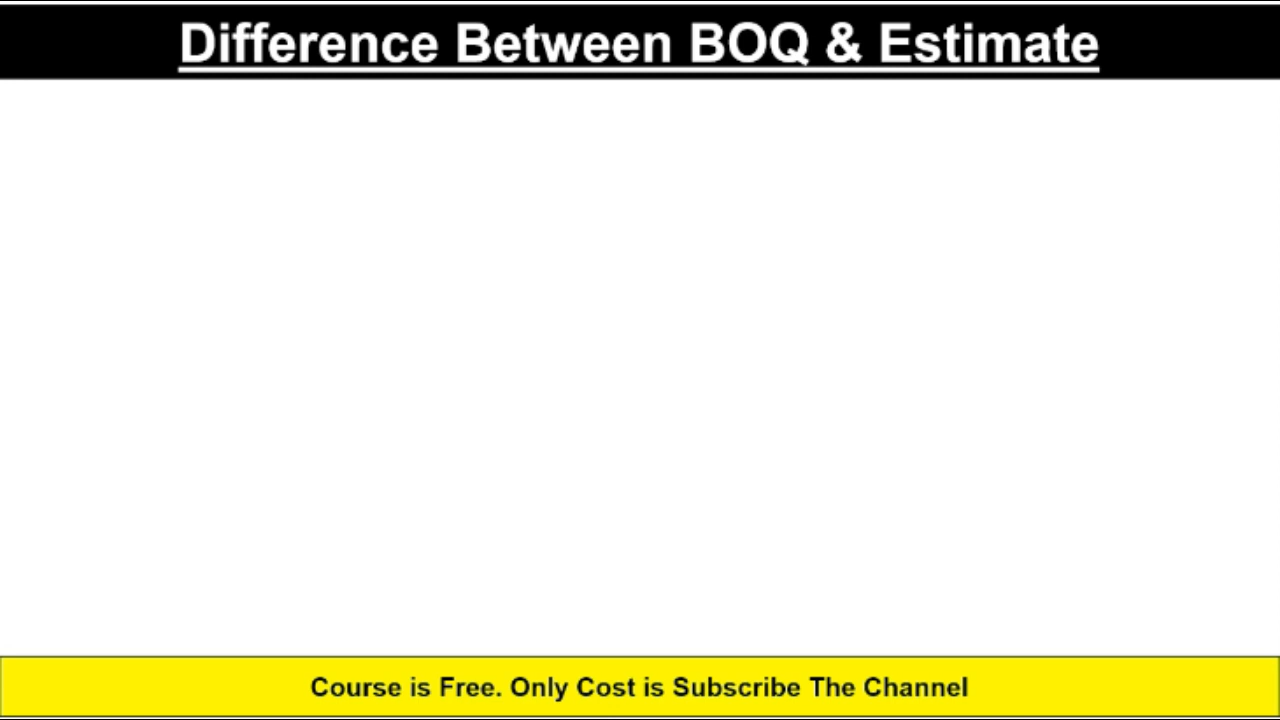 Difference Between BOQ & Estimate
Course is Free. Only Cost is Subscribe The Channel